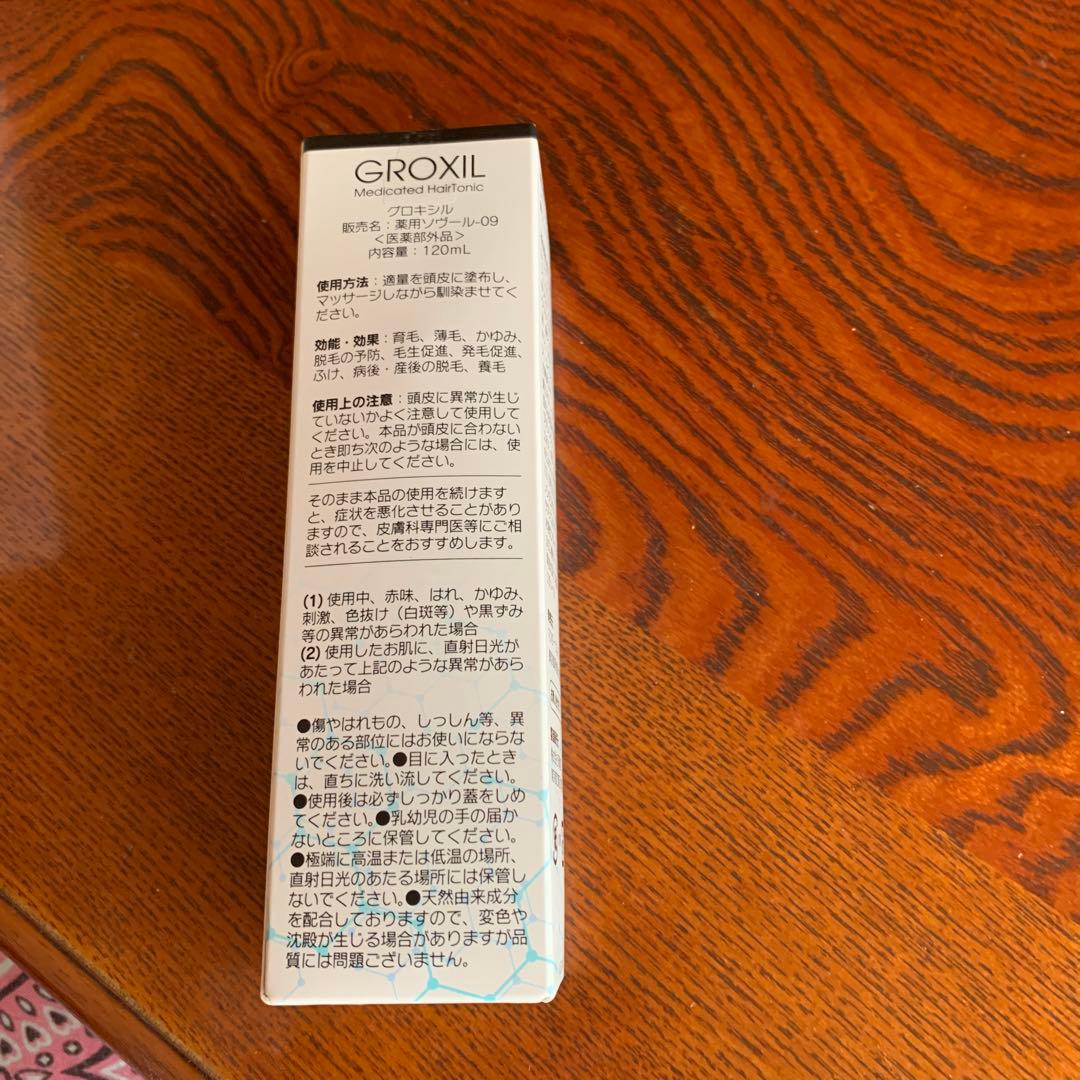 GROXIL
Medicated HairTonic
グロキシル
販売名：薬用ソヴール-09
＜医薬部外品＞
内容量：120mL
使用方法：適量を頭皮に塗布し、
マッサージしながら馴染ませてく
ださい。
効能・効果：育毛、薄毛、かゆみ、
脱毛の予防、毛生促進、発毛促進、
ふけ、病後・産後の脱毛、養毛
使用上の注意：頭皮に異常が生じ
ていないかよく注意して使用して
ください。本品が頭皮に合わない
とき即ち次のような場合には、使
用を中止してください。
そのまま本品の使用を続けます
と、症状を悪化させることがあり
ますので、皮膚科専門医等にご相
談されることをおすすめします。
(1) 使用中、赤味、はれ、かゆみ、
刺激、色抜け（白斑等）や黒ずみ
等の異常があらわれた場合
(2) 使用したお肌に、直射日光が
あたって上記のような異常があら
われた場合
●傷やはれもの、しっしん等、異
常のある部位にはお使いにならな
いでください。●目に入ったとき
は、直ちに洗い流してください。
●使用後は必ずしっかり蓋をしめ
てください。●乳幼児の手の届か
ないところに保管してください。
●極端に高温または低温の場所、
直射日光のあたる場所には保管し
ないでください。●天然由来成分
を配合しておりますので、変色や
沈殿が生じる場合がありますが品
質には問題ございません。